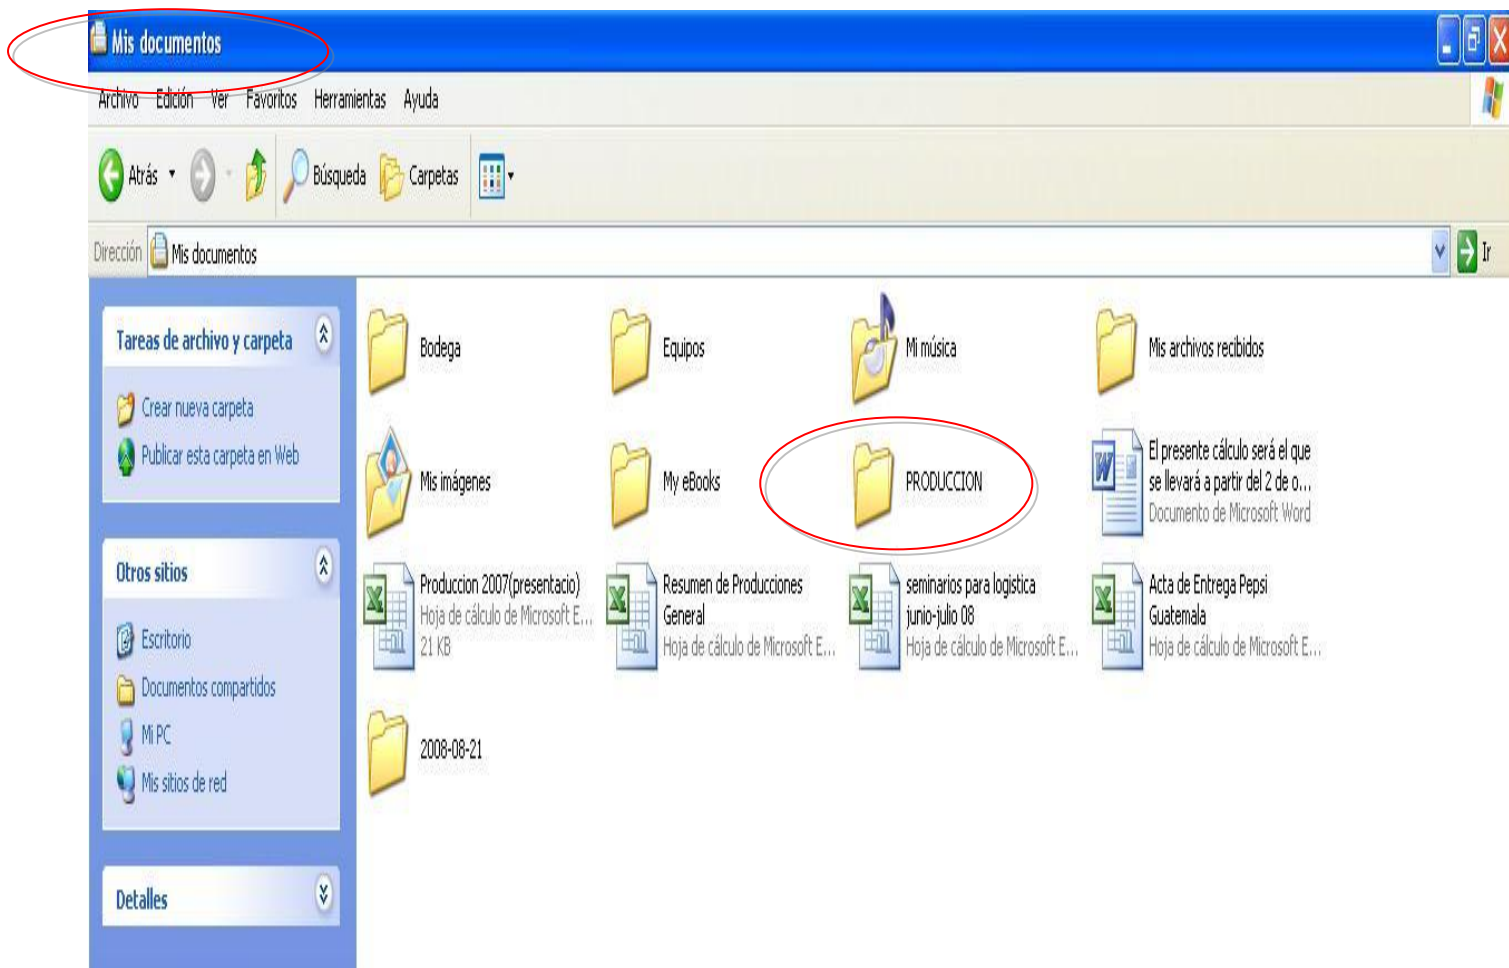 Mis documentos
Archivo Edición Ver Favoritos Herramientas Ayuda
Atrás Búsqueda Carpetas
Dirección Mis documentos Ir
Tareas de archivo y carpeta
Crear nueva carpeta
Publicar esta carpeta en Web
Otros sitios
Escritorio
Documentos compartidos
Mi PC
Mis sitios de red
Detalles
Bodega
Equipos
Mi música
Mis archivos recibidos
Mis imágenes
My eBooks
PRODUCCION
El presente cálculo será el que
se llevará a partir del 2 de o...
Documento de Microsoft Word
Produccion 2007(presentacio)
Hoja de cálculo de Microsoft E...
21 KB
Resumen de Producciones
General
Hoja de cálculo de Microsoft E...
seminarios para logistica
junio-julio 08
Hoja de cálculo de Microsoft E...
Acta de Entrega Pepsi
Guatemala
Hoja de cálculo de Microsoft E...
2008-08-21